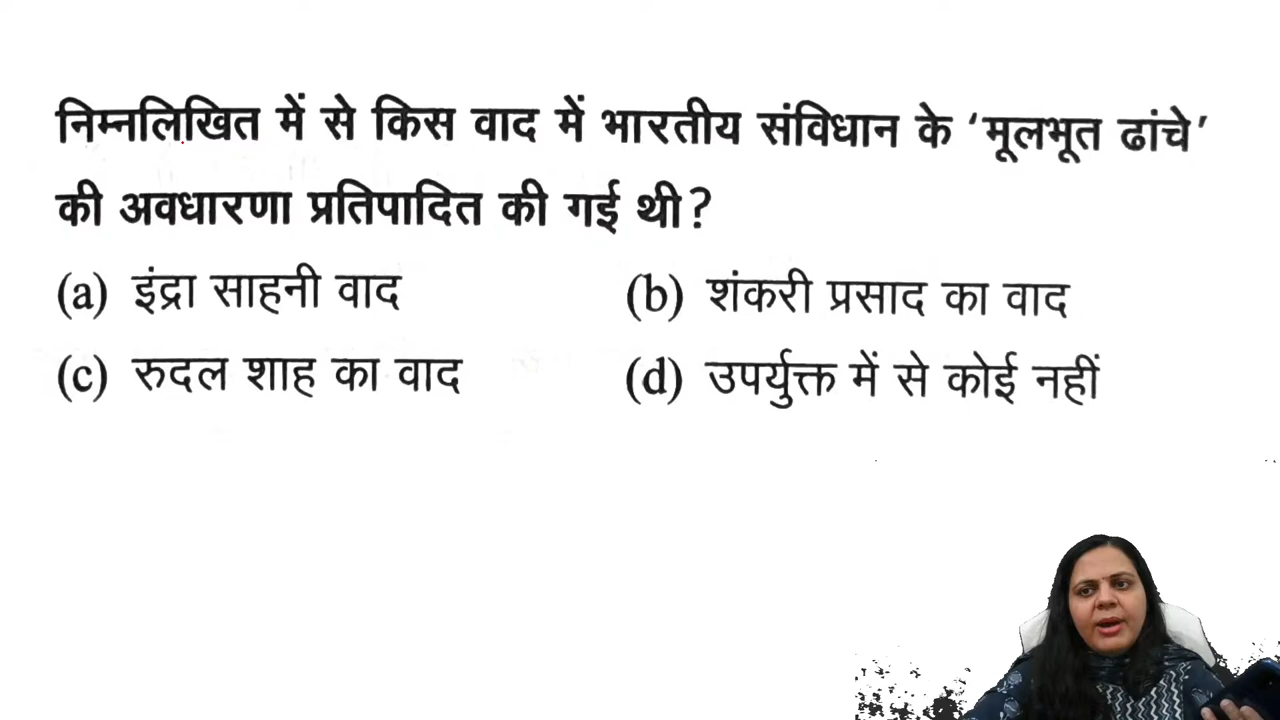 निम्नलिखित में से किस वाद में भारतीय संविधान के ‘मूलभूत ढांचे’
की अवधारणा प्रतिपादित की गई थी?
(a) इंद्रा साहनी वाद (b) शंकरी प्रसाद का वाद
(c) रुदल शाह का वाद (d) उपर्युक्त में से कोई नहीं